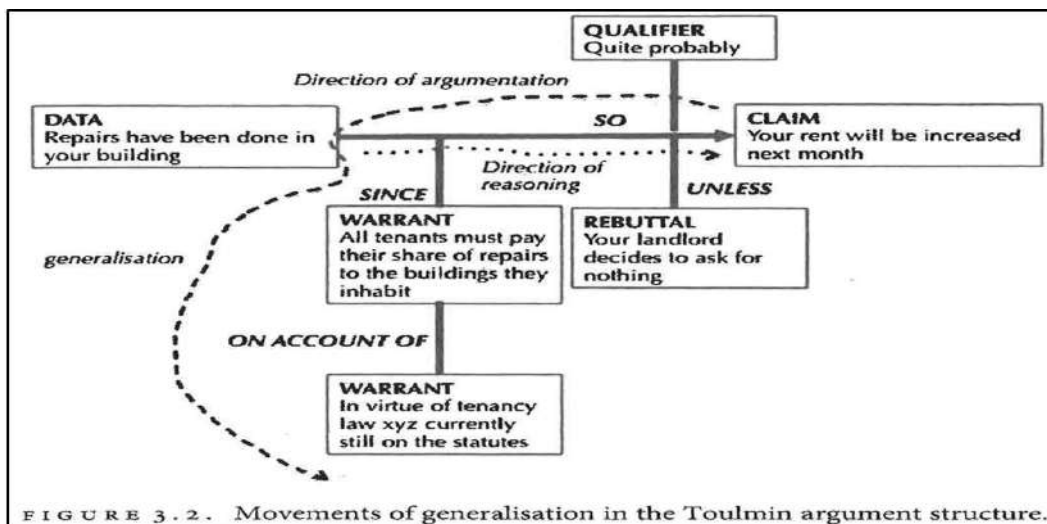 QUALIFIER
Quite probably
Direction of argumentation
DATA
Repairs have been done in
your building
SO
CLAIM
Your rent will be increased
next month
Direction of
reasoning
SINCE
UNLESS
WARRANT
All tenants must pay
their share of repairs
to the buildings they
inhabit
REBUTTAL
Your landlord
decides to ask for
nothing
generalisation
ON ACCOUNT OF
WARRANT
In virtue of tenancy
law xyz currently
still on the statutes
FIGURE 3.2. Movements of generalisation in the Toulmin argument structure.